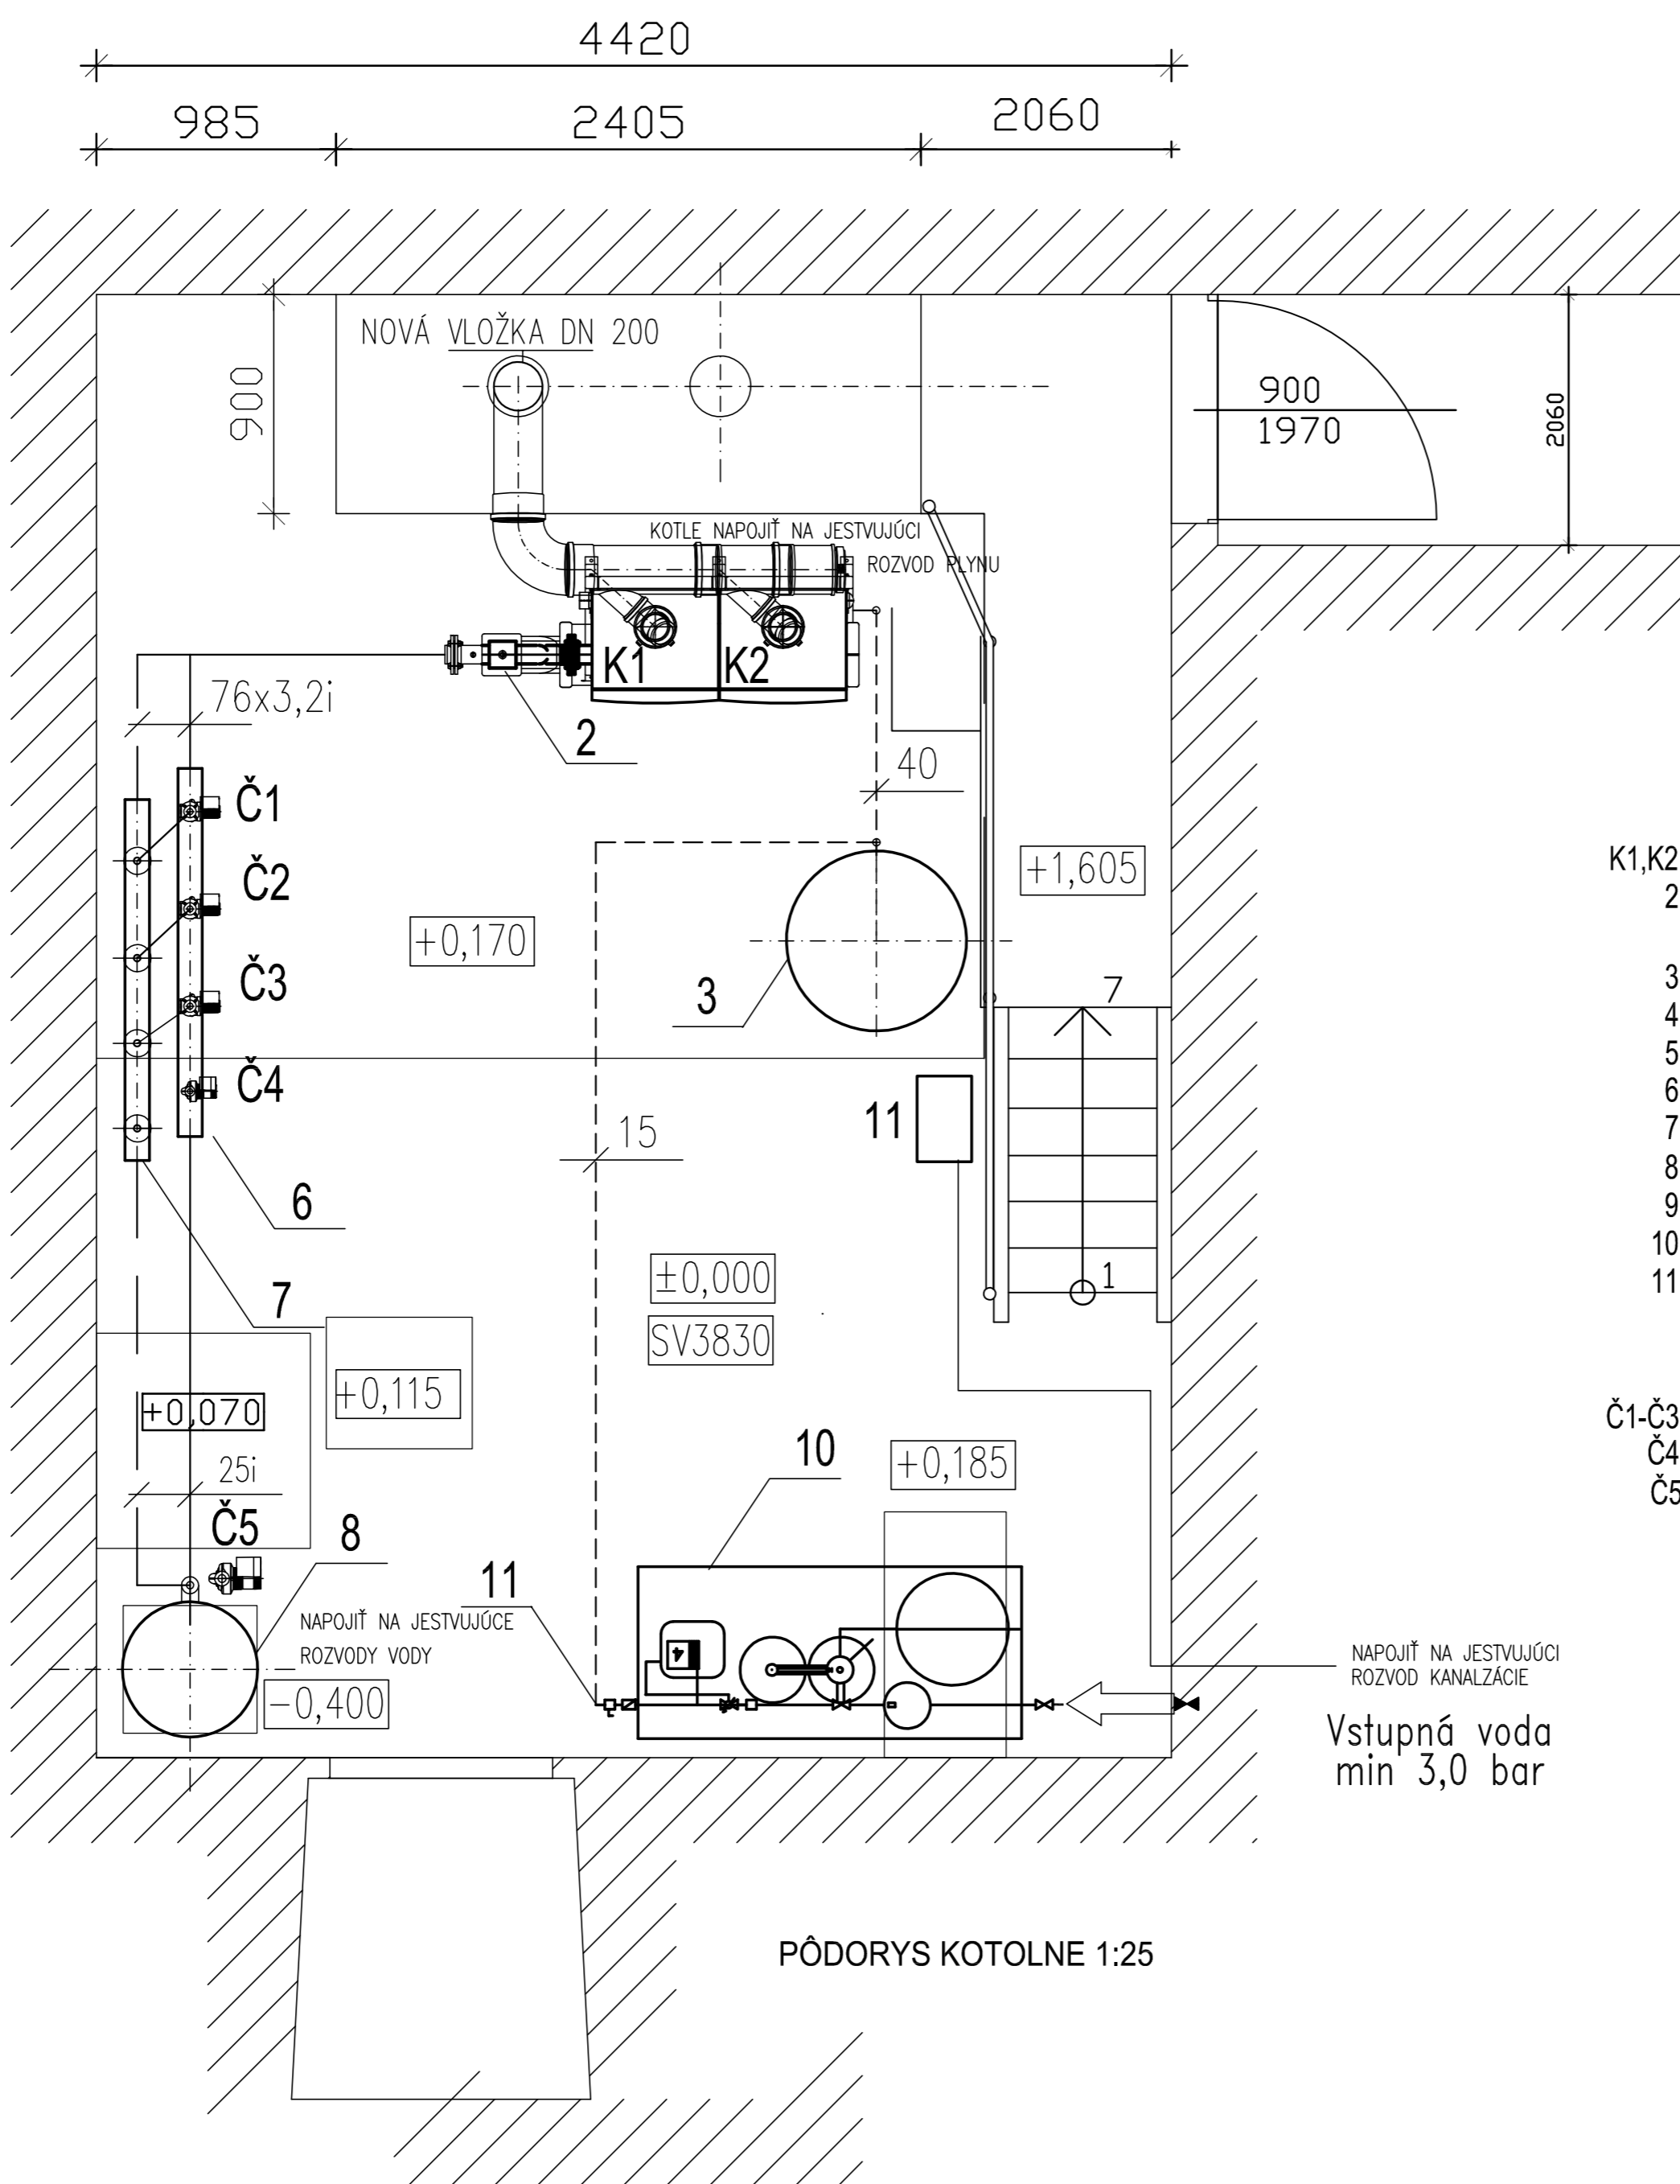 4420
985 2405 2060
NOVÁ VLOŽKA DN 200
900
900
1970
2060
KOTLE NAPOJIŤ NA JESTVUJÚCI
ROZVOD PLYNU
K1 K2
76x3,2i
2
40
Č1
K1,K2
Č2
+1,605
2
+0,170
Č3
3
7
3
4
5
Č4
6
11
15
7
8
6
9
10
±0,000
11
7
1
SV3830
+0,115
+0,070
Č1-Č3
10
+0,185
Č4
25i
Č5
Č5
8
11
NAPOJIŤ NA JESTVUJÚCE
ROZVODY VODY
4
NAPOJIŤ NA JESTVUJÚCI
ROZVOD KANALZÁCIE
-0,400
Vstupná voda
min 3,0 bar
PÔDORYS KOTOLNE 1:25